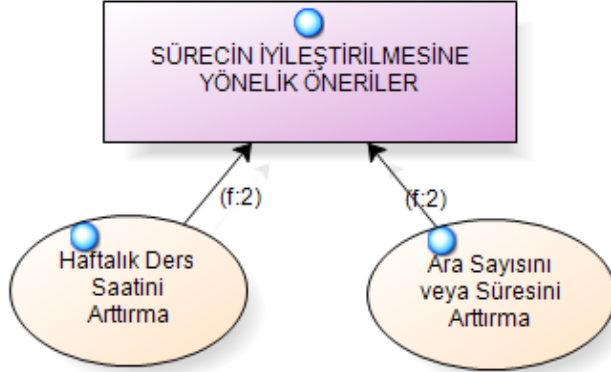 SÜRECİN İYİLEŞTİRİLMESİNE
YÖNELİK ÖNERİLER
(f:2)
(f:2)
Haftalık Ders
Saatini
Arttırma
Ara Sayısını
veya Süresini
Arttırma